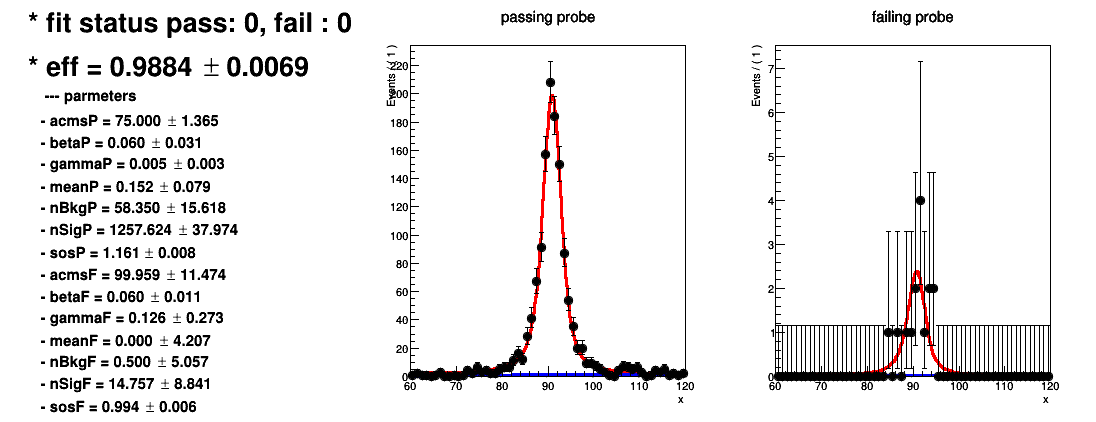 * fit status pass: 0, fail : 0
* eff = 0.9884 ± 0.0069
--- parmeters
- acmsP = 75.000 ± 1.365
- betaP = 0.060 ± 0.031
- gammaP = 0.005 ± 0.003
- meanP = 0.152 ± 0.079
- nBkgP = 58.350 ± 15.618
- nSigP = 1257.624 ± 37.974
- sosP = 1.161 ± 0.008
- acmsF = 99.959 ± 11.474
- betaF = 0.060 ± 0.011
- gammaF = 0.126 ± 0.273
- meanF = 0.000 ± 4.207
- nBkgF = 0.500 ± 5.057
- nSigF = 14.757 ± 8.841
- sosF = 0.994 ± 0.006
passing probe
Events / ( 1 )
220
200
180
160
140
120
100
80
60
40
20
0
60 70 80 90 100 110 120
x
failing probe
Events / ( 1 )
7
6
5
4
3
2
1
0
60 70 80 90 100 110 120
x